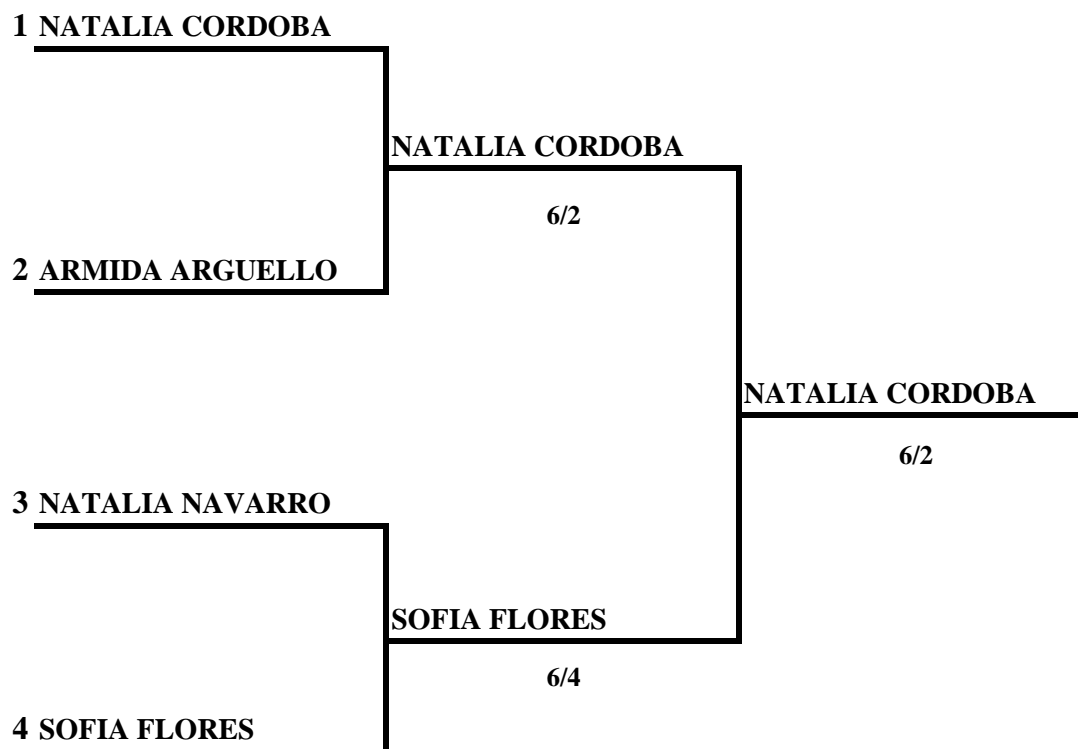 1 NATALIA CORDOBA
NATALIA CORDOBA
6/2
2 ARMIDA ARGUELLO
NATALIA CORDOBA
6/2
3 NATALIA NAVARRO
SOFIA FLORES
6/4
4 SOFIA FLORES